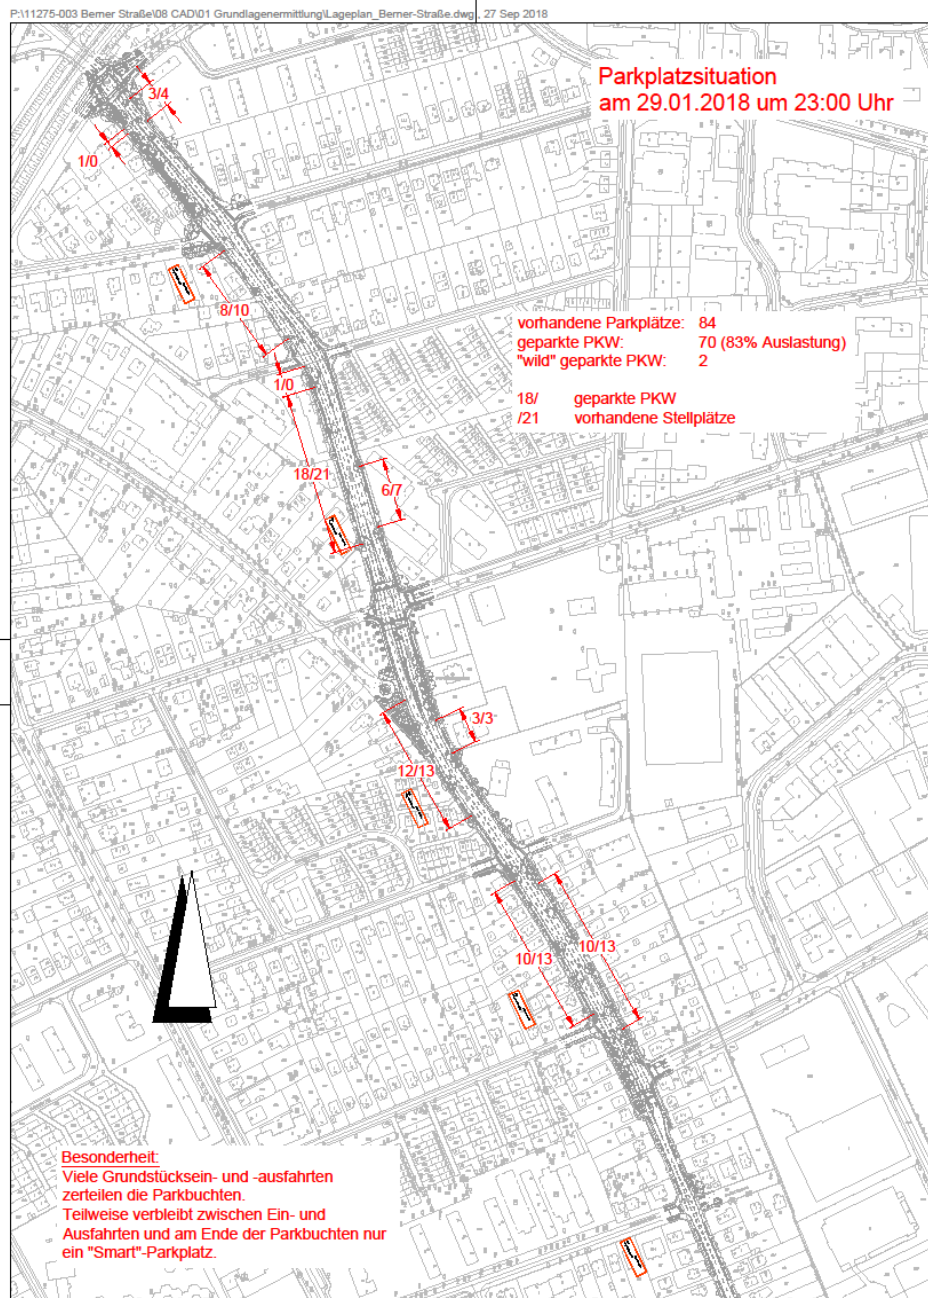 P:\11275-003 Berner Straße\08 CAD\01 Grundlagenermittlung\Lageplan_Berner-Straße.dwg, 27 Sep 2018
Parkplatzsituation
am 29.01.2018 um 23:00 Uhr
3/4
1/0
8/10
vorhandene Parkplätze: 84
geparkte PKW: 70 (83% Auslastung)
"wild" geparkte PKW: 2
1/0
18/ geparkte PKW
/21 vorhandene Stellplätze
18/21
6/7
3/3
12/13
10/13
10/13
Besonderheit:
Viele Grundstücksein- und -ausfahrten
zerteilen die Parkbuchten.
Teilweise verbleibt zwischen Ein- und
Ausfahrten und am Ende der Parkbuchten nur
ein "Smart"-Parkplatz.